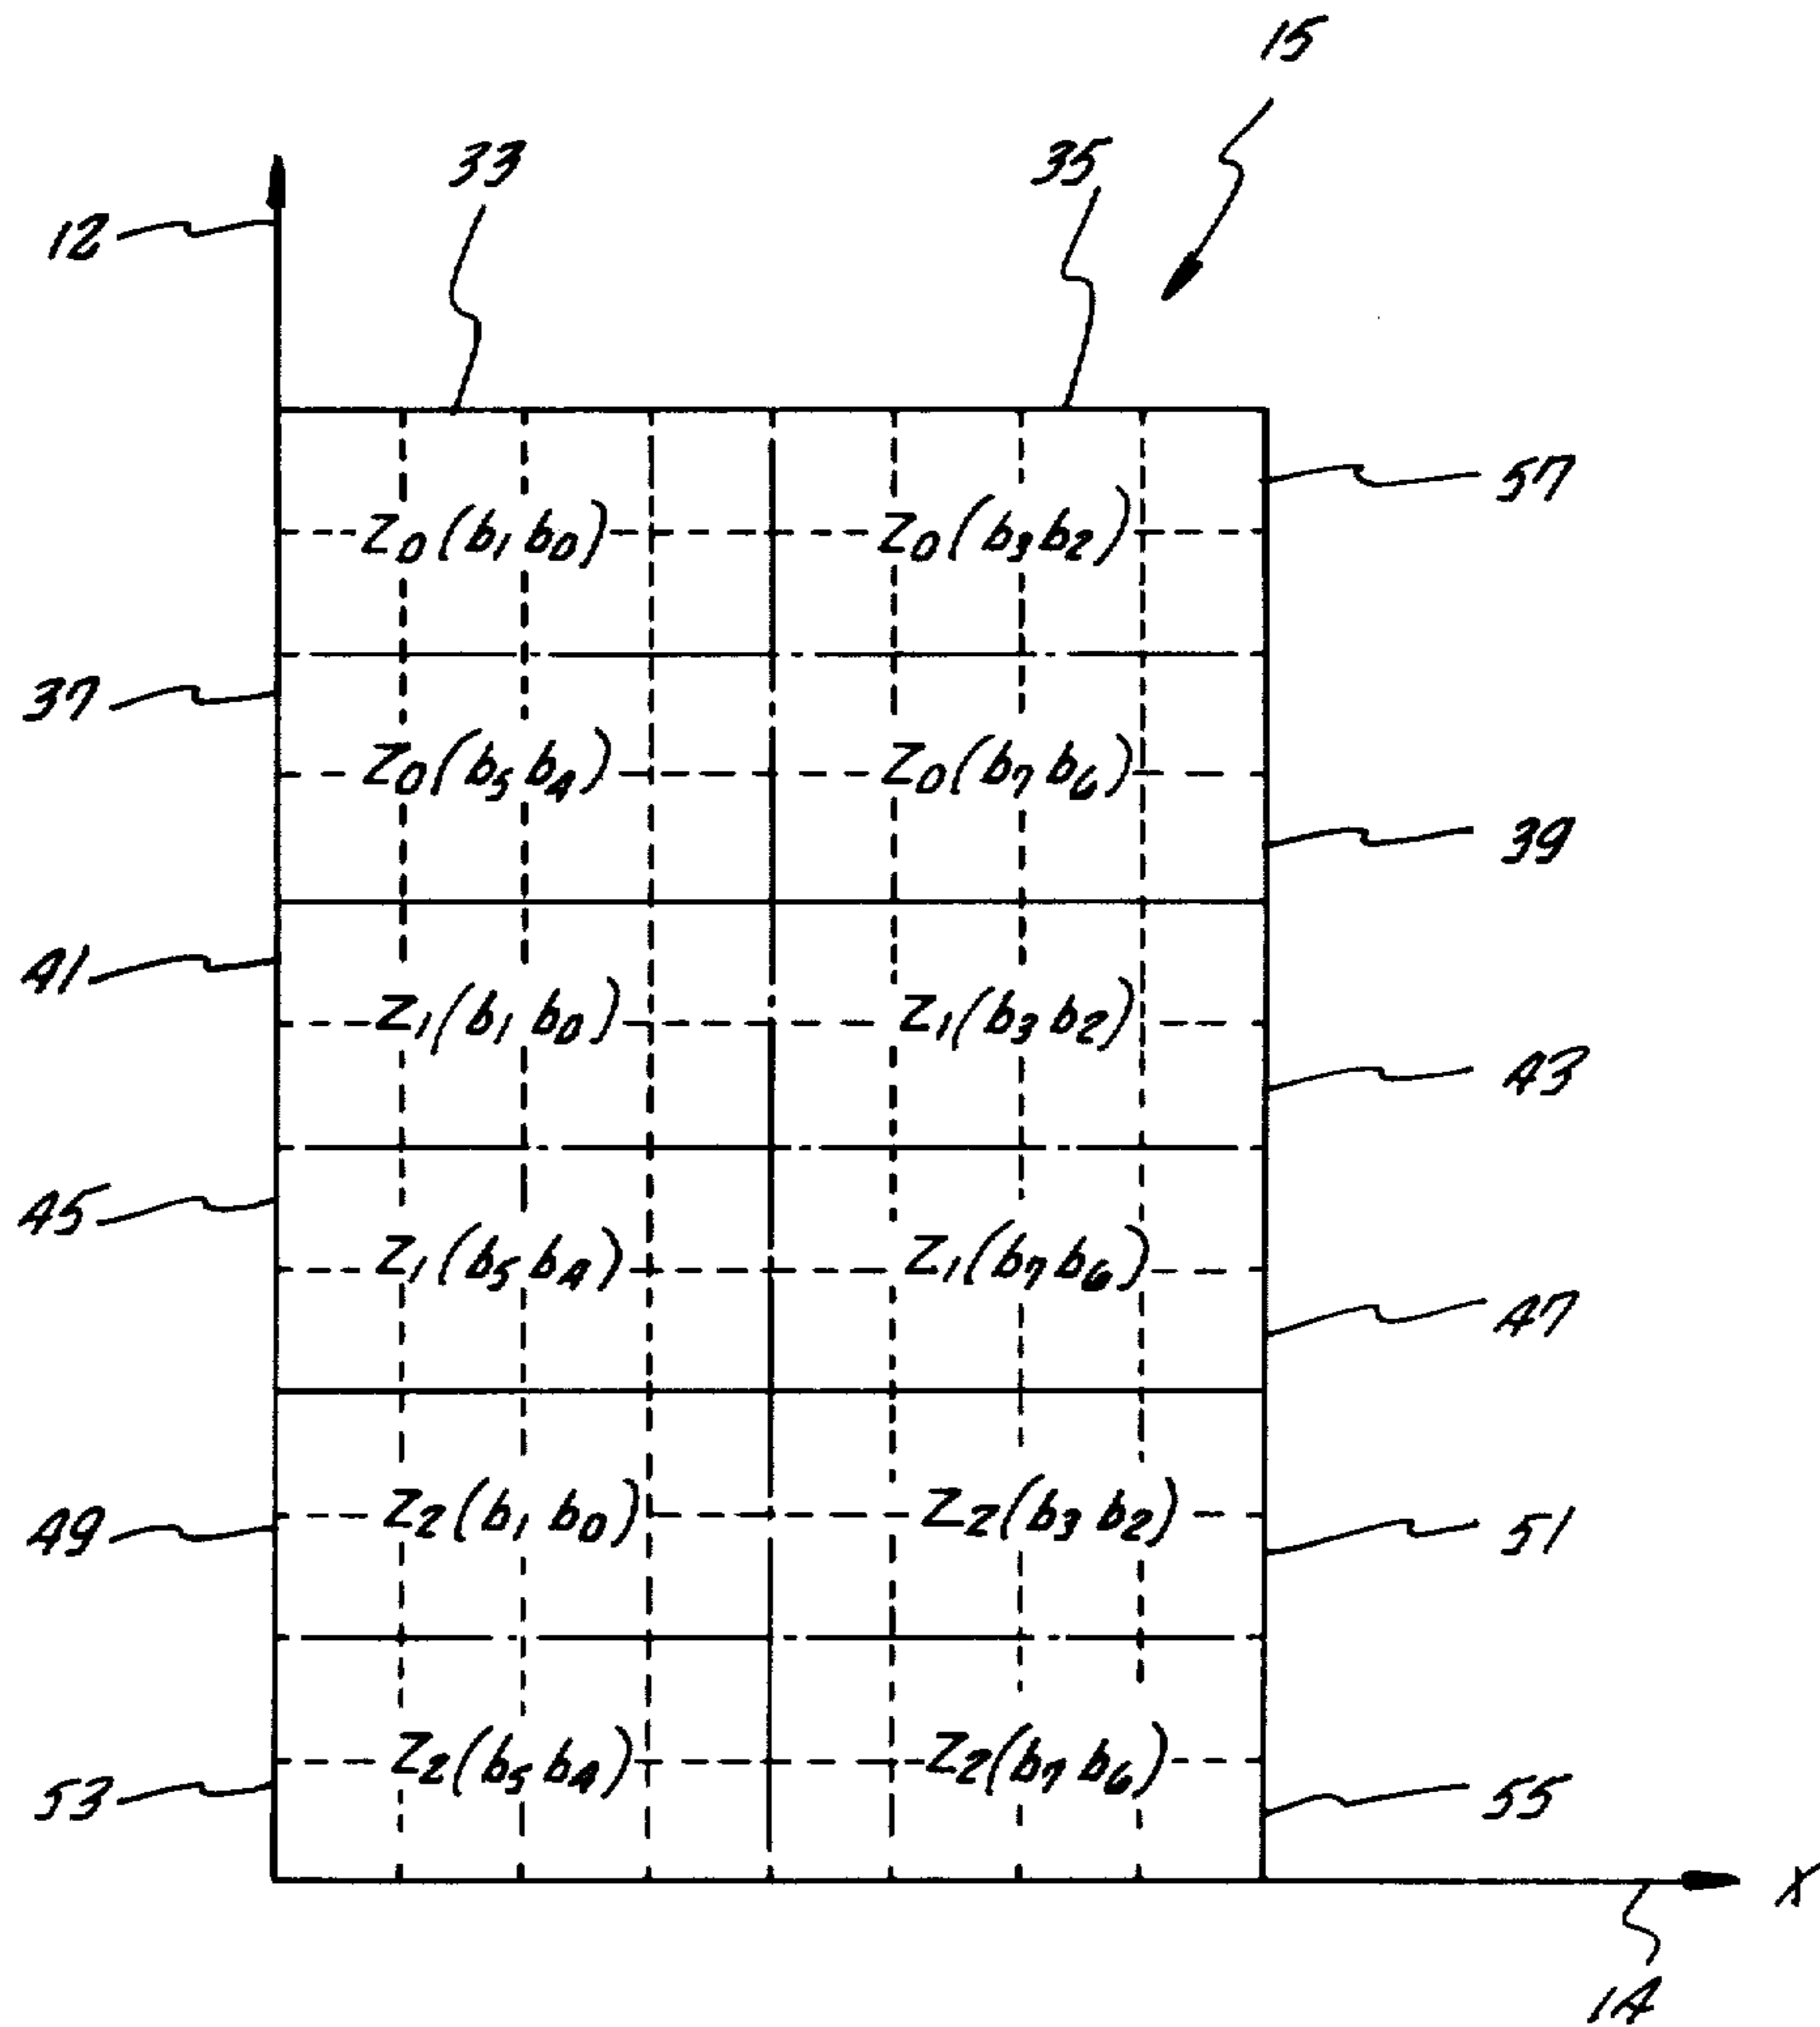 15
33
35
12
57
Z0(b1 b0)
Z0(b3 b2)
37
Z0(b5 b4)
Z0(b7 b6)
39
41
Z1(b1 b0)
Z1(b3 b2)
43
45
Z1(b5 b4)
Z1(b7 b6)
47
49
Z2(b1 b0)
Z2(b3 b2)
51
53
Z2(b5 b4)
Z2(b7 b6)
55
X
14